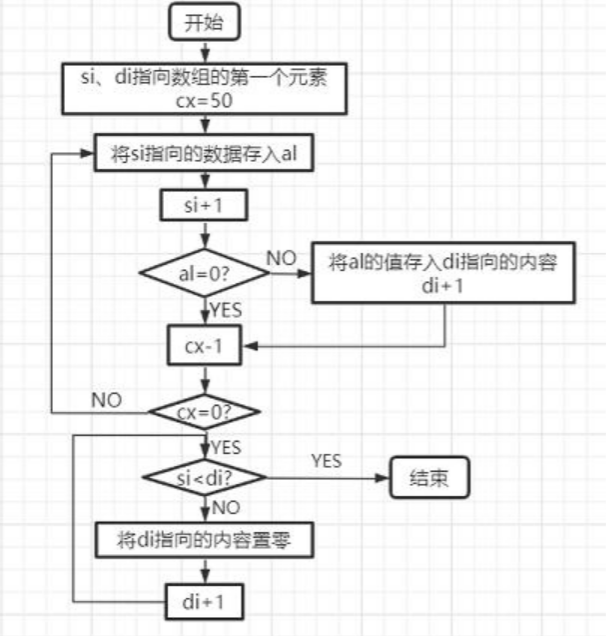 开始
si、di指向数组的第一个元素
cx=50
将si指向的数据存入al
si+1
al=0?
NO
将al的值存入di指向的内容
di+1
YES
cx-1
NO
cx=0?
YES
si<di?
YES
结束
NO
将di指向的内容置零
di+1